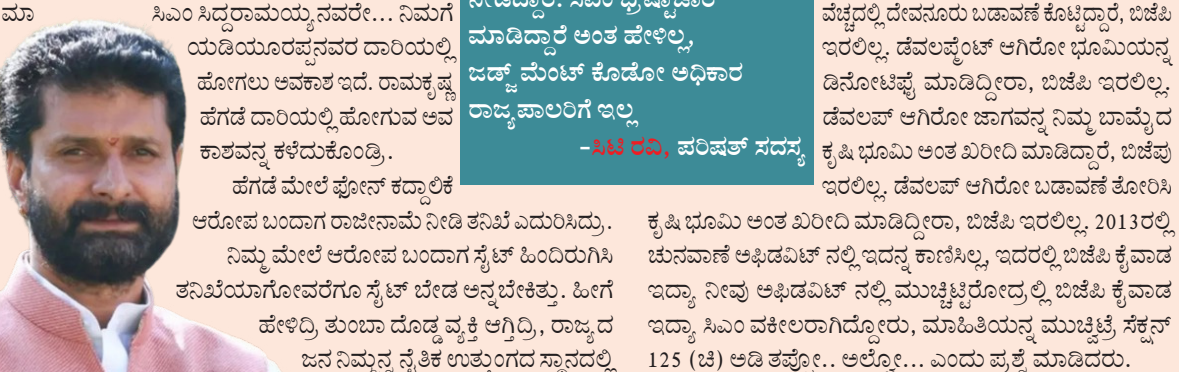 ಮಾ
ಸಿಎಂ ಸಿದ್ದರಾಮಯ್ಯನವರೇ... ನಿಮಗೆ
ಯಡಿಯೂರಪ್ಪನವರ ದಾರಿಯಲ್ಲಿ
ಹೋಗಲು ಅವಕಾಶ ಇದೆ. ರಾಮಕೃಷ್ಣ
ಹೆಗಡೆ ದಾರಿಯಲ್ಲಿ ಹೋಗುವ ಅವ
ಕಾಶವನ್ನ ಕಳೆದುಕೊಂಡ್ರಿ.
ಹೆಗಡೆ ಮೇಲೆ ಫೋನ್ ಕದ್ದಾಲಿಕೆ
ಆರೋಪ ಬಂದಾಗ ರಾಜೀನಾಮೆ ನೀಡಿ ತನಿಖೆ ಎದುರಿಸಿದ್ರು.
ನಿಮ್ಮ ಮೇಲೆ ಆರೋಪ ಬಂದಾಗ ಸೈಟ್ ಹಿಂದಿರುಗಿಸಿ
ತನಿಖೆಯಾಗೋವರೆಗೂ ಸೈಟ್ ಬೇಡ ಅನ್ನಬೇಕಿತ್ತು. ಹೀಗೆ
ಹೇಳಿದ್ರಿ ತುಂಬಾ ದೊಡ್ಡ ವ್ಯಕ್ತಿ ಆಗ್ತಿದ್ರಿ, ರಾಜ್ಯದ
ಜನ ನಿಮ್ಮನ್ನ ನೈತಿಕ ಉತ್ತುಂಗದ ಸ್ಥಾನದಲ್ಲಿ
ನೀಡಿದ್ದಾರೆ. ಸಿಎಂ ಭ್ರಷ್ಟಾಚಾರ
ಮಾಡಿದ್ದಾರೆ ಅಂತ ಹೇಳಿಲ್ಲ,
ಜಡ್ಜ್ ಮೆಂಟ್ ಕೊಡೋ ಅಧಿಕಾರ
ರಾಜ್ಯಪಾಲರಿಗೆ ಇಲ್ಲ
-ಸಿಟಿ ರವಿ, ಪರಿಷತ್ ಸದಸ್ಯ
ವೆಚ್ಚದಲ್ಲಿ ದೇವನೂರು ಬಡಾವಣೆ ಕೊಟ್ಟಿದ್ದಾರೆ, ಬಿಜೆಪಿ
ಇರಲಿಲ್ಲ. ಡೆವಲಪ್ಮೆಂಟ್ ಆಗಿರೋ ಭೂಮಿಯನ್ನ
ಡಿನೋಟಿಫೈ ಮಾಡಿದ್ದೀರಾ, ಬಿಜೆಪಿ ಇರಲಿಲ್ಲ.
ಡೆವಲಪ್ ಆಗಿರೋ ಜಾಗವನ್ನ ನಿಮ್ಮ ಬಾಮೈದ
ಕೃಷಿ ಭೂಮಿ ಅಂತ ಖರೀದಿ ಮಾಡಿದ್ದಾರೆ, ಬಿಜೆಪು
ಇರಲಿಲ್ಲ. ಡೆವಲಪ್ ಆಗಿರೋ ಬಡಾವಣೆ ತೋರಿಸಿ
ಕೃಷಿ ಭೂಮಿ ಅಂತ ಖರೀದಿ ಮಾಡಿದ್ದೀರಾ, ಬಿಜೆಪಿ ಇರಲಿಲ್ಲ. 2013ರಲ್ಲಿ
ಚುನವಾಣೆ ಅಫಿಡವಿಟ್ ನಲ್ಲಿ ಇದನ್ನ ಕಾಣಿಸಿಲ್ಲ, ಇದರಲ್ಲಿ ಬಿಜೆಪಿ ಕೈವಾಡ
ಇದ್ಯಾ ನೀವು ಅಫಿಡವಿಟ್ ನಲ್ಲಿ ಮುಚ್ಚಿಟ್ಟಿರೋದ್ರಲ್ಲಿ ಬಿಜೆಪಿ ಕೈವಾಡ
ಇದ್ಯಾ ಸಿಎಂ ವಕೀಲರಾಗಿದ್ದೋರು, ಮಾಹಿತಿಯನ್ನ ಮುಚ್ಚಿಟ್ರೆ ಸೆಕ್ಷನ್
125 (ಚಿ) ಅಡಿ ತಪ್ಪೋ.. ಅಲ್ವೋ... ಎಂದು ಪ್ರಶ್ನೆ ಮಾಡಿದರು.